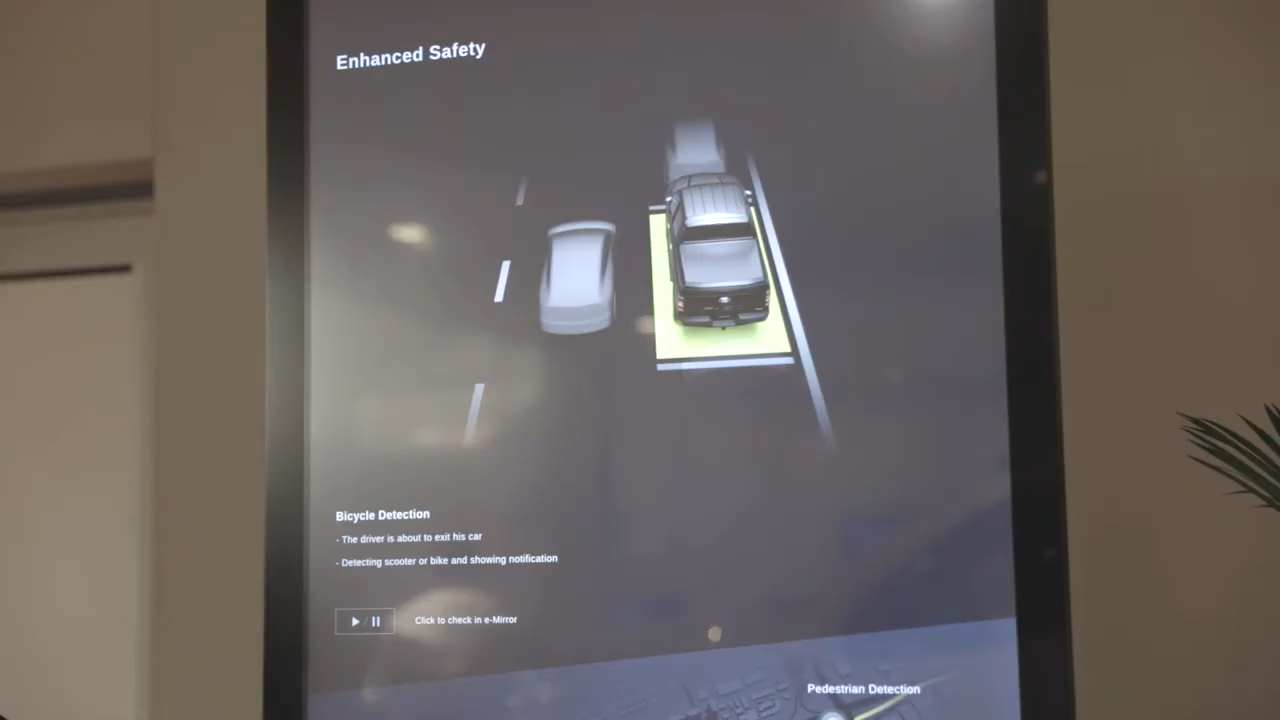 Enhanced Safety
Bicycle Detection
- The driver is about to exit his car
- Detecting scooter or bike and showing notification
Click to check in e-Mirror
Pedestrian Detection